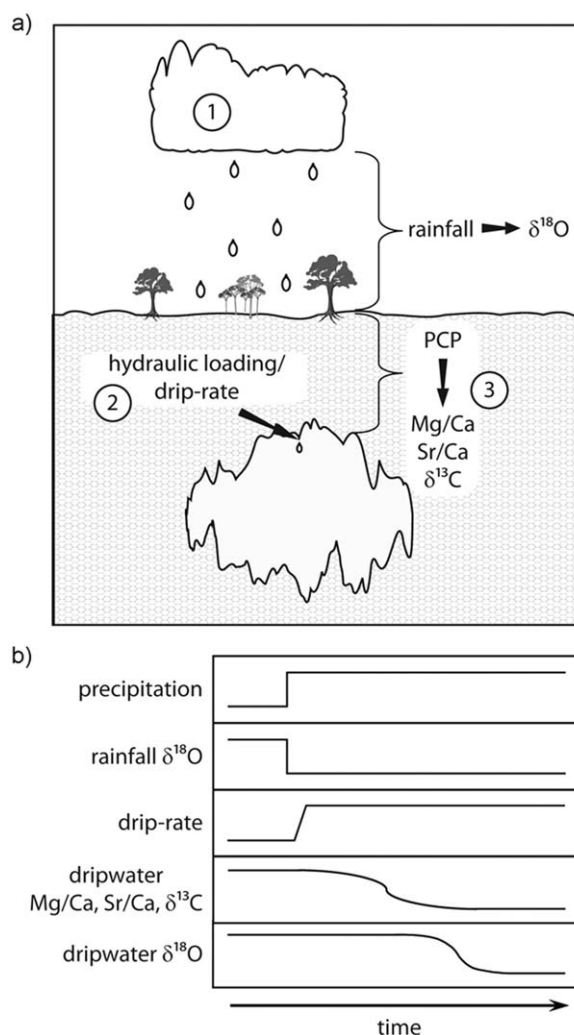 a)
1
rainfall δ¹⁸O
hydraulic loading/
drip-rate
2
PCP
3
Mg/Ca
Sr/Ca
δ¹³C
b)
precipitation
rainfall δ¹⁸O
drip-rate
dripwater
Mg/Ca, Sr/Ca, δ¹³C
dripwater δ¹⁸O
time